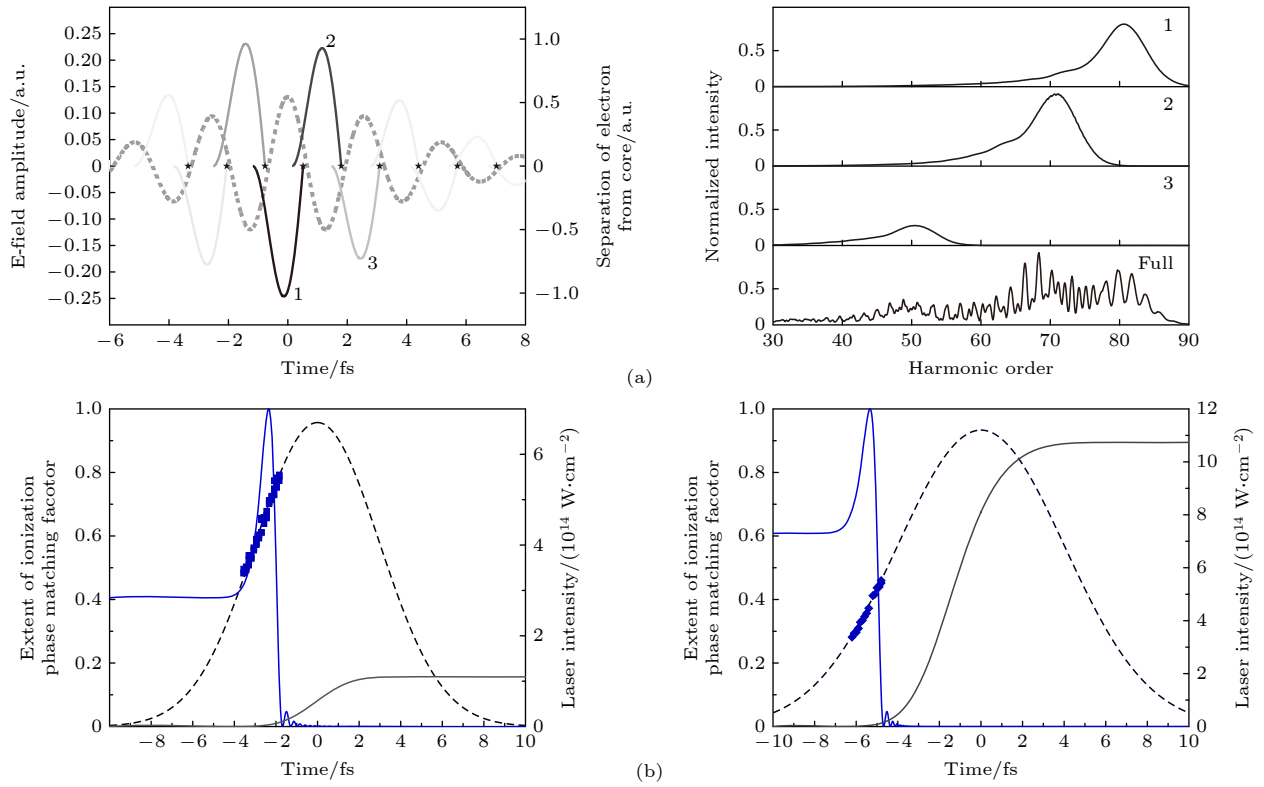 E-field amplitude/a.u.
0.25
0.20
0.15
0.10
0.05
0
−0.05
−0.10
−0.15
−0.20
−0.25
1.0
0.5
0
−0.5
−1.0
Separation of electron
from core/a.u.
2
3
1
−6 −4 −2 0 2 4 6 8
Time/fs
Normalized intensity
0.5
0
0.5
0
0.5
0
0.5
0
1
2
3
Full
30 40 50 60 70 80 90
Harmonic order
(a)
Extent of ionization
phase matching facotor
1.0
0.8
0.6
0.4
0.2
0
6
4
2
0
Laser intensity/(10¹⁴ W·cm⁻²)
−8 −6 −4 −2 0 2 4 6 8 10
Time/fs
Extent of ionization
phase matching facotor
1.0
0.8
0.6
0.4
0.2
0
12
10
8
6
4
2
0
Laser intensity/(10¹⁴ W·cm⁻²)
−10 −8 −6 −4 −2 0 2 4 6 8 10
Time/fs
(b)